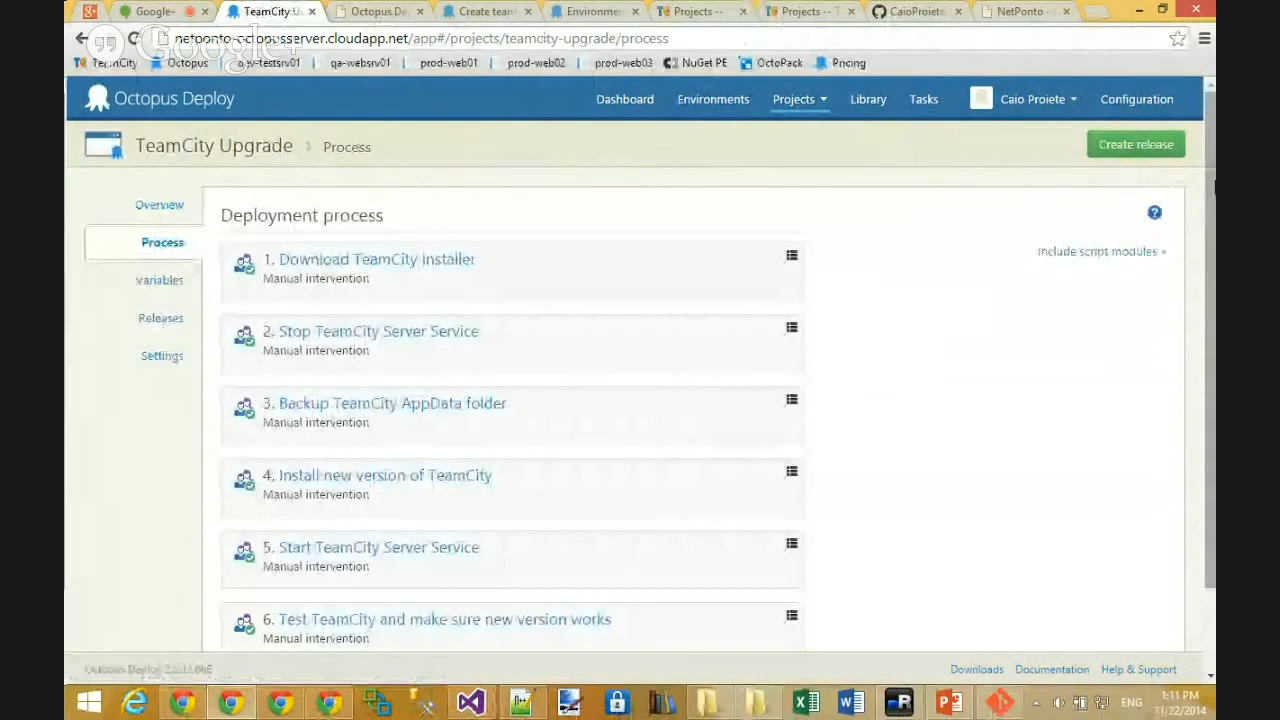 Google+
TeamCity U
Octopus De
Create team
Environme
Projects --
Projects -- T
CaioProiete
NetPonto -
Google+
netponto-octopusserver.cloudapp.net/app#/projects/teamcity-upgrade/process
TeamCity
Octopus
qa-websrv01
prod-web01
prod-web02
prod-web03
NuGet PE
OctoPack
Pricing
Octopus Deploy
Dashboard
Environments
Projects
Library
Tasks
Caio Proiete
Configuration
TeamCity Upgrade
Process
Create release
Overview
Process
Variables
Releases
Settings
Deployment process
Include script modules »
1. Download TeamCity Installer
Manual intervention
2. Stop TeamCity Server Service
Manual intervention
3. Backup TeamCity AppData folder
Manual intervention
4. Install new version of TeamCity
Manual intervention
5. Start TeamCity Server Service
Manual intervention
6. Test TeamCity and make sure new version works
Manual intervention
Octopus Deploy
Downloads
Documentation
Help & Support
ENG
1:11 PM
11/22/2014